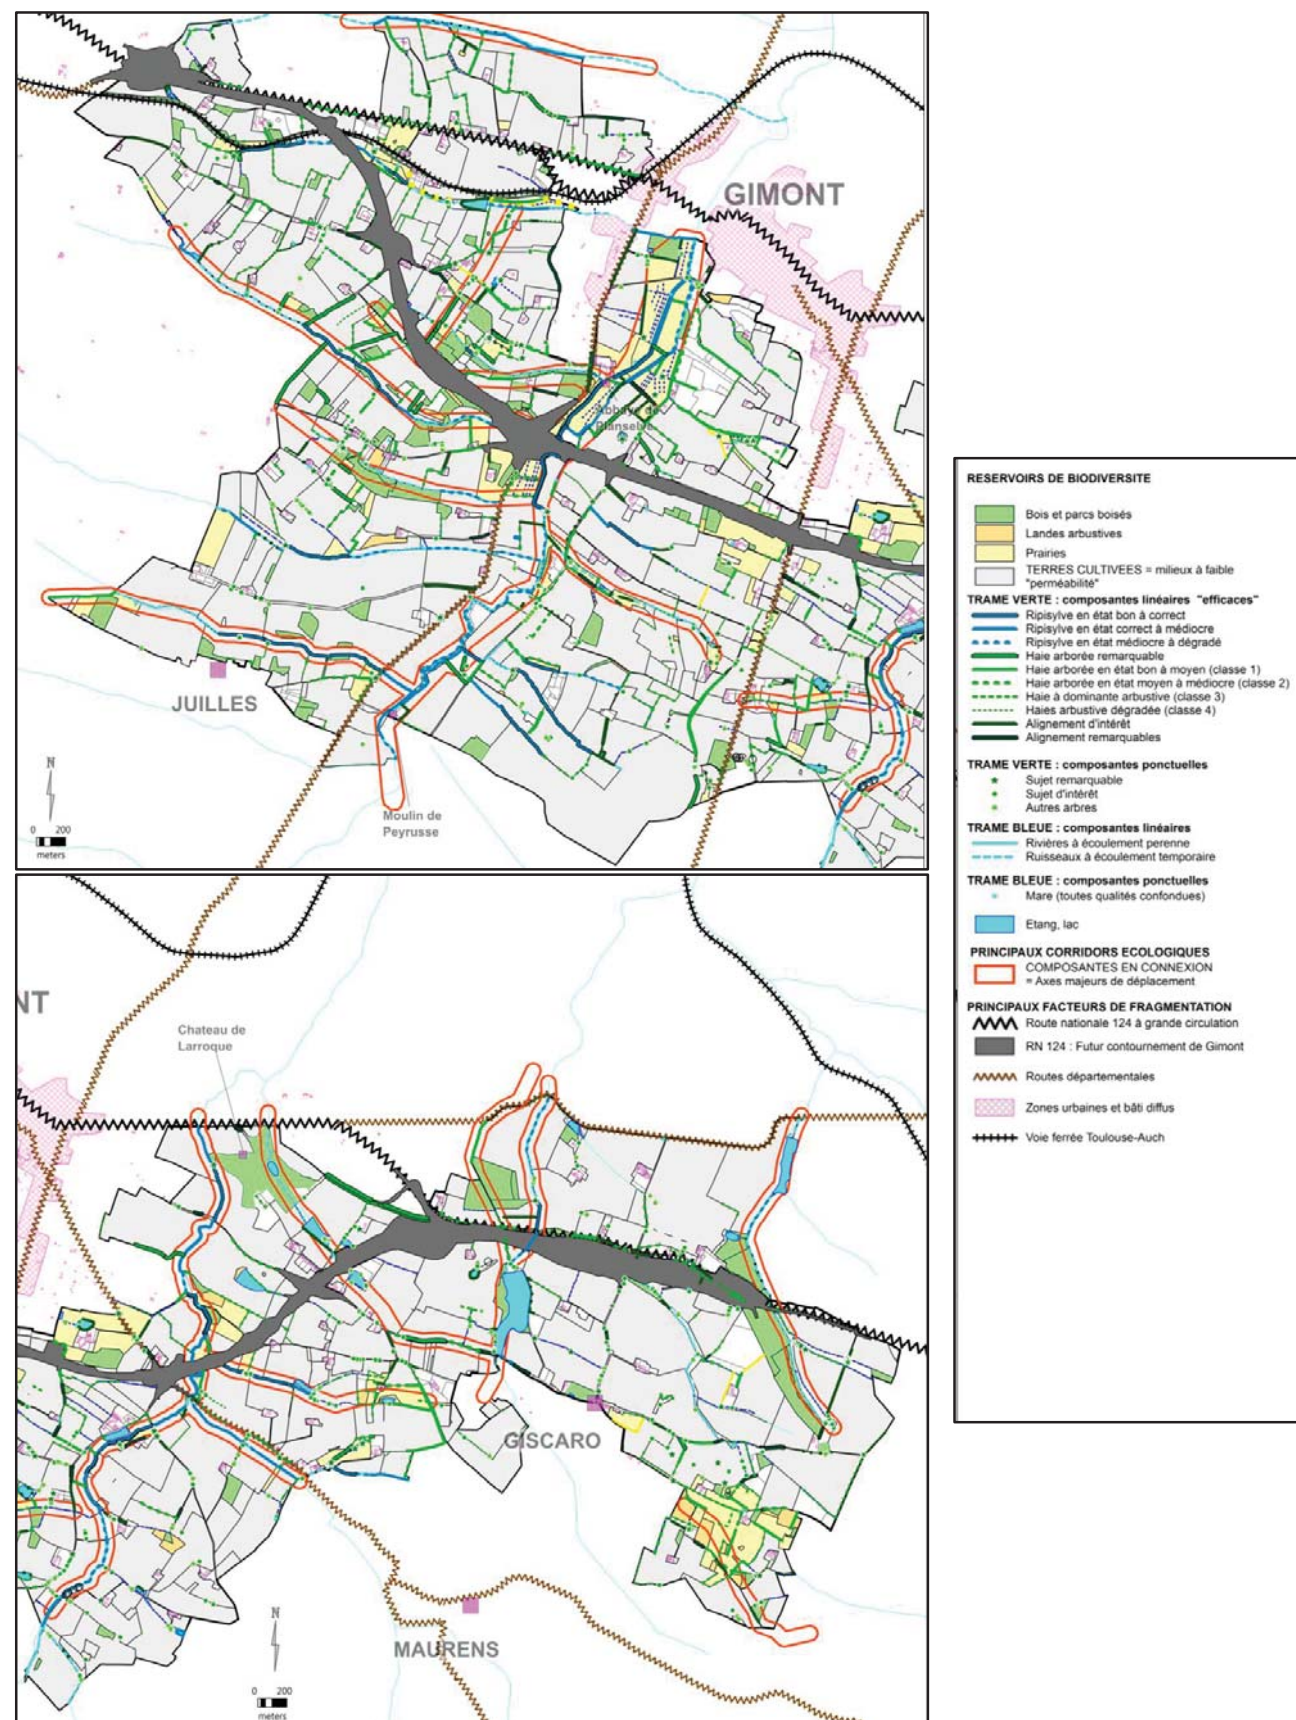 GIMONT
Abbaye de
Planselve
JUILLES
N
0 200
meters
Moulin de
Peyrusse
NT
Chateau de
Larroque
GISCARO
MAURENS
N
0 200
meters
RESERVOIRS DE BIODIVERSITE
Bois et parcs boisés
Landes arbustives
Prairies
TERRES CULTIVEES = milieux à faible
"perméabilité"
TRAME VERTE : composantes linéaires "efficaces"
Ripisylve en état bon à correct
Ripisylve en état correct à médiocre
Ripisylve en état médiocre à dégradé
Haie arborée remarquable
Haie arborée en état bon à moyen (classe 1)
Haie arborée en état moyen à médiocre (classe 2)
Haie à dominante arbustive (classe 3)
Haies arbustive dégradée (classe 4)
Alignement d'intérêt
Alignement remarquables
TRAME VERTE : composantes ponctuelles
Sujet remarquable
Sujet d'intérêt
Autres arbres
TRAME BLEUE : composantes linéaires
Rivières à écoulement perenne
Ruisseaux à écoulement temporaire
TRAME BLEUE : composantes ponctuelles
Mare (toutes qualités confondues)
Etang, lac
PRINCIPAUX CORRIDORS ECOLOGIQUES
COMPOSANTES EN CONNEXION
= Axes majeurs de déplacement
PRINCIPAUX FACTEURS DE FRAGMENTATION
Route nationale 124 à grande circulation
RN 124 : Futur contournement de Gimont
Routes départementales
Zones urbaines et bâti diffus
Voie ferrée Toulouse-Auch